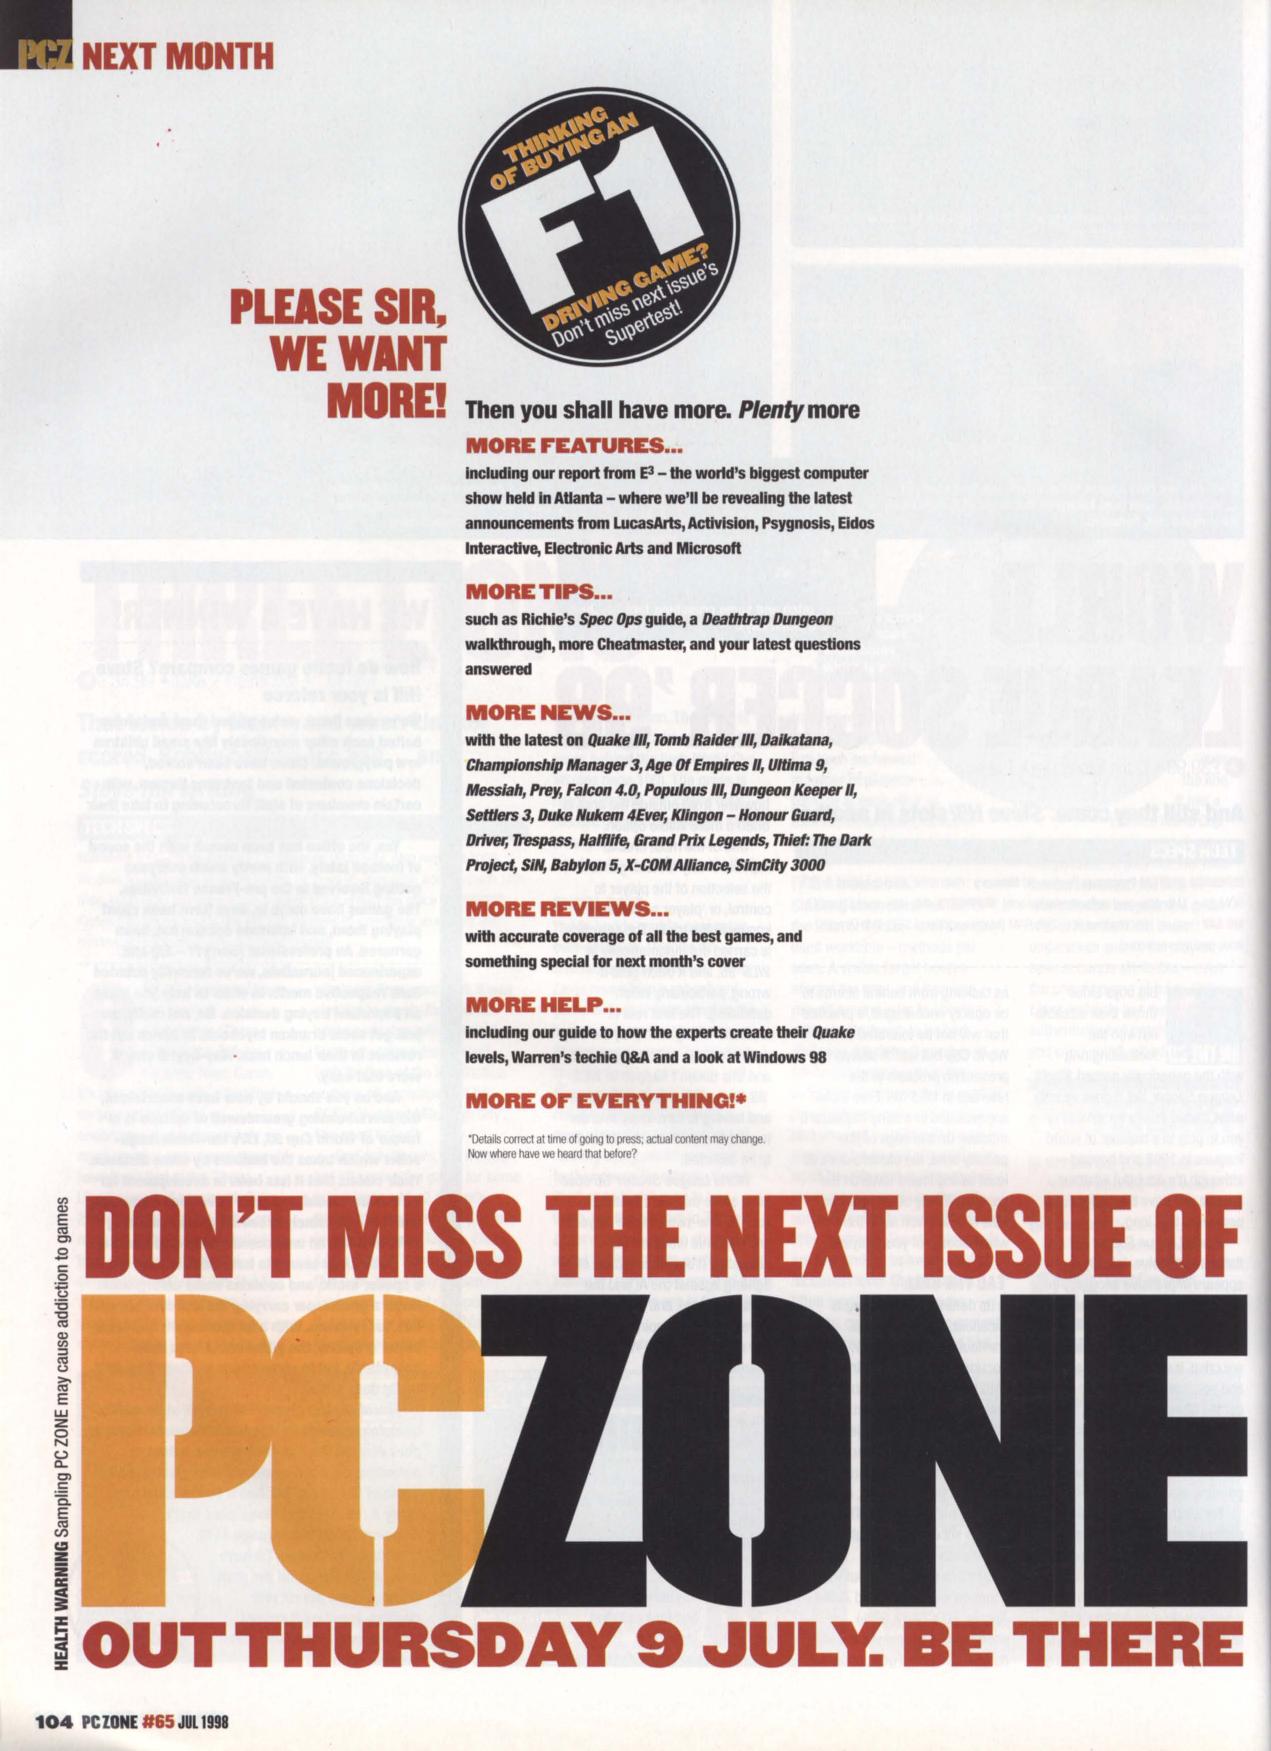 PCZ NEXT MONTH
THINKING
OF BUYING AN
F1
DRIVING GAME?
Don't miss next issue's
Supertest!
PLEASE SIR,
WE WANT
MORE!
Then you shall have more. Plenty more
MORE FEATURES...
including our report from E³ – the world's biggest computer
show held in Atlanta – where we'll be revealing the latest
announcements from LucasArts, Activision, Psygnosis, Eidos
Interactive, Electronic Arts and Microsoft
MORE TIPS...
such as Richie's Spec Ops guide, a Deathtrap Dungeon
walkthrough, more Cheatmaster, and your latest questions
answered
MORE NEWS...
with the latest on Quake III, Tomb Raider III, Daikatana,
Championship Manager 3, Age Of Empires II, Ultima 9,
Messiah, Prey, Falcon 4.0, Populous III, Dungeon Keeper II,
Settlers 3, Duke Nukem 4Ever, Klingon – Honour Guard,
Driver, Trespass, Halflife, Grand Prix Legends, Thief: The Dark
Project, SiN, Babylon 5, X-COM Alliance, SimCity 3000
MORE REVIEWS...
with accurate coverage of all the best games, and
something special for next month's cover
MORE HELP...
including our guide to how the experts create their Quake
levels, Warren's techie Q&A and a look at Windows 98
MORE OF EVERYTHING!*
*Details correct at time of going to press; actual content may change.
Now where have we heard that before?
DON'T MISS THE NEXT ISSUE OF
PCZONE
OUT THURSDAY 9 JULY. BE THERE
HEALTH WARNING Sampling PC ZONE may cause addiction to games
104 PCZONE #65 JUL 1998